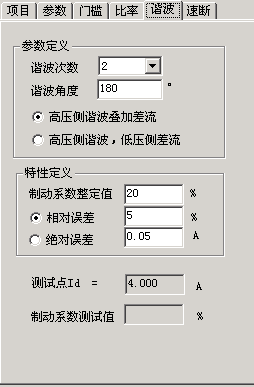 项目 参数 门槛 比率 谐波 速断
参数定义
谐波次数 2
谐波角度 180 °
高压侧谐波叠加差流
高压侧谐波，低压侧差流
特性定义
制动系数整定值 20 %
相对误差 5 %
绝对误差 0.05 A
测试点Id = 4.000 A
制动系数测试值 %